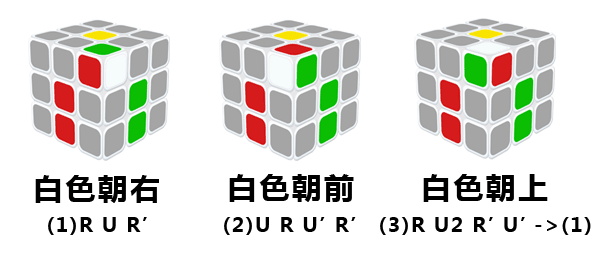 白色朝右 白色朝前 白色朝上
(1)R U R′ (2)U R U′ R′ (3)R U2 R′ U′ ->(1)